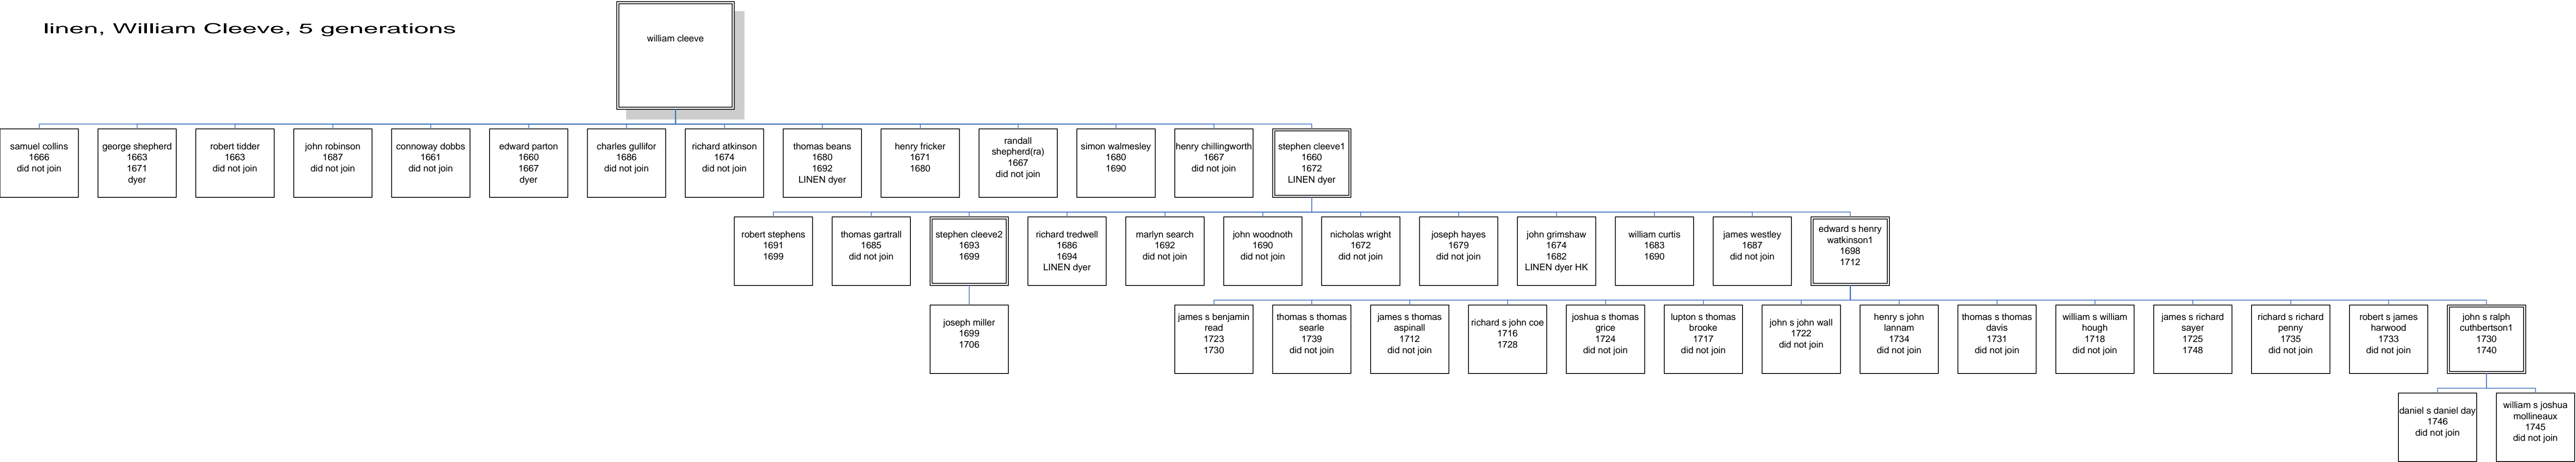 linen, William Cleeve, 5 generations
william cleeve
samuel collins
1666
did not join
george shepherd
1663
1671
dyer
robert tidder
1663
did not join
john robinson
1687
did not join
connoway dobbs
1661
did not join
edward parton
1660
1667
dyer
charles gullifor
1686
did not join
richard atkinson
1674
did not join
thomas beans
1680
1692
LINEN dyer
henry fricker
1671
1680
randall
shepherd(ra)
1667
did not join
simon walmesley
1680
1690
henry chillingworth
1667
did not join
stephen cleeve1
1660
1672
LINEN dyer
robert stephens
1691
1699
thomas gartrall
1685
did not join
stephen cleeve2
1693
1699
richard tredwell
1686
1694
LINEN dyer
marlyn search
1692
did not join
john woodnoth
1690
did not join
nicholas wright
1672
did not join
joseph hayes
1679
did not join
john grimshaw
1674
1682
LINEN dyer HK
william curtis
1683
1690
james westley
1687
did not join
edward s henry
watkinson1
1698
1712
joseph miller
1699
1706
james s benjamin
read
1723
1730
thomas s thomas
searle
1739
did not join
james s thomas
aspinall
1712
did not join
richard s john coe
1716
1728
joshua s thomas
grice
1724
did not join
lupton s thomas
brooke
1717
did not join
john s john wall
1722
did not join
henry s john
lannam
1734
did not join
thomas s thomas
davis
1731
did not join
william s william
hough
1718
did not join
james s richard
sayer
1725
1748
richard s richard
penny
1735
did not join
robert s james
harwood
1733
did not join
john s ralph
cuthbertson1
1730
1740
daniel s daniel day
1746
did not join
william s joshua
mollineaux
1745
did not join